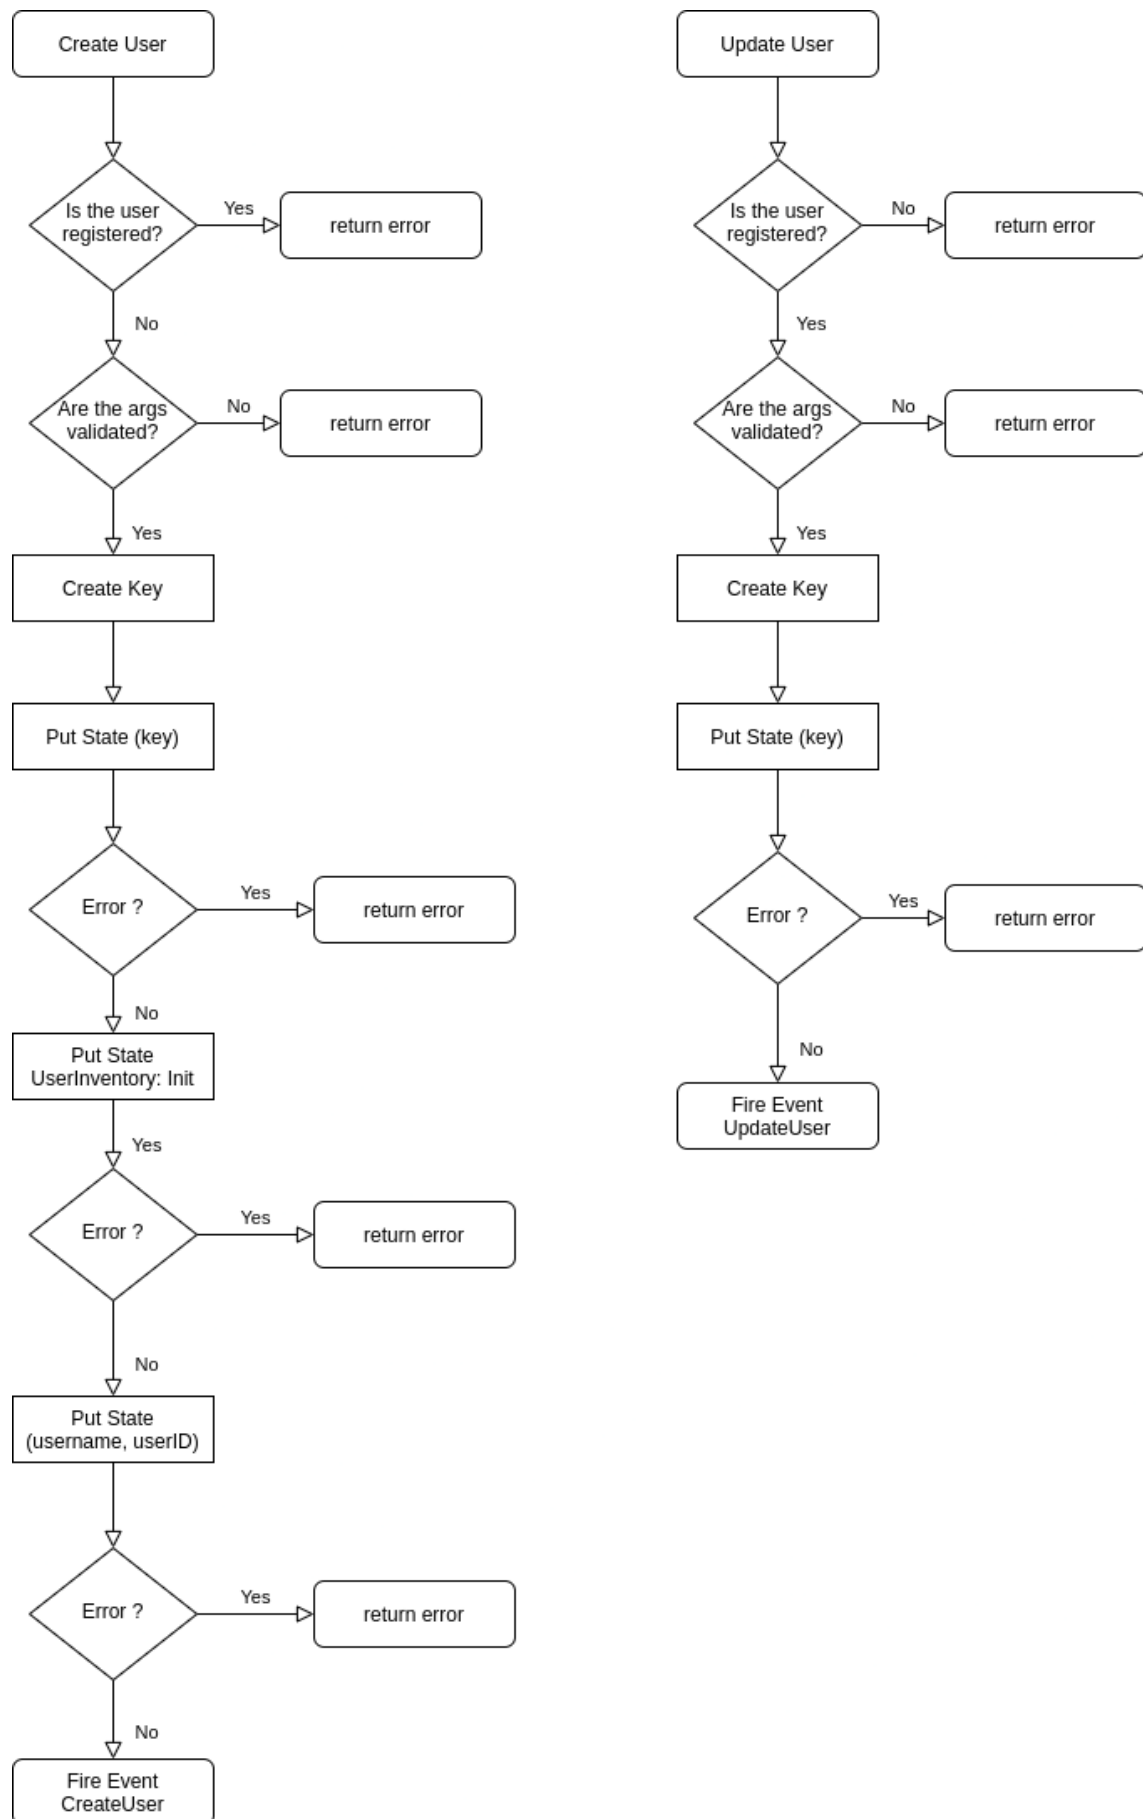 Create User
Is the user
registered?
Yes
return error
No
Are the args
validated?
No
return error
Yes
Create Key
Put State (key)
Error ?
Yes
return error
No
Put State
UserInventory: Init
Yes
Error ?
Yes
return error
No
Put State
(username, userID)
Error ?
Yes
return error
No
Fire Event
CreateUser
Update User
Is the user
registered?
No
return error
Yes
Are the args
validated?
No
return error
Yes
Create Key
Put State (key)
Error ?
Yes
return error
No
Fire Event
UpdateUser